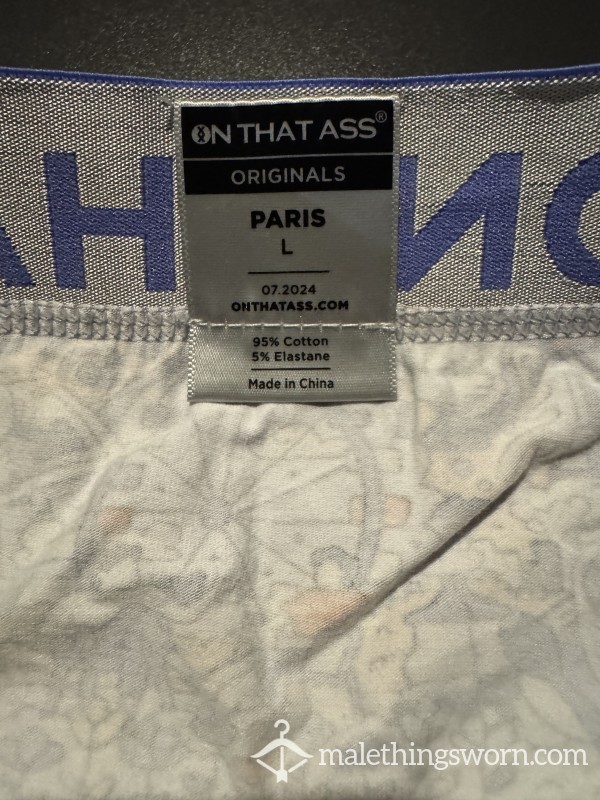 ON THAT ASS®
ORIGINALS
PARIS
L
07.2024
ONTHATASS.COM
95% Cotton
5% Elastane
Made in China
malethingsworn.com